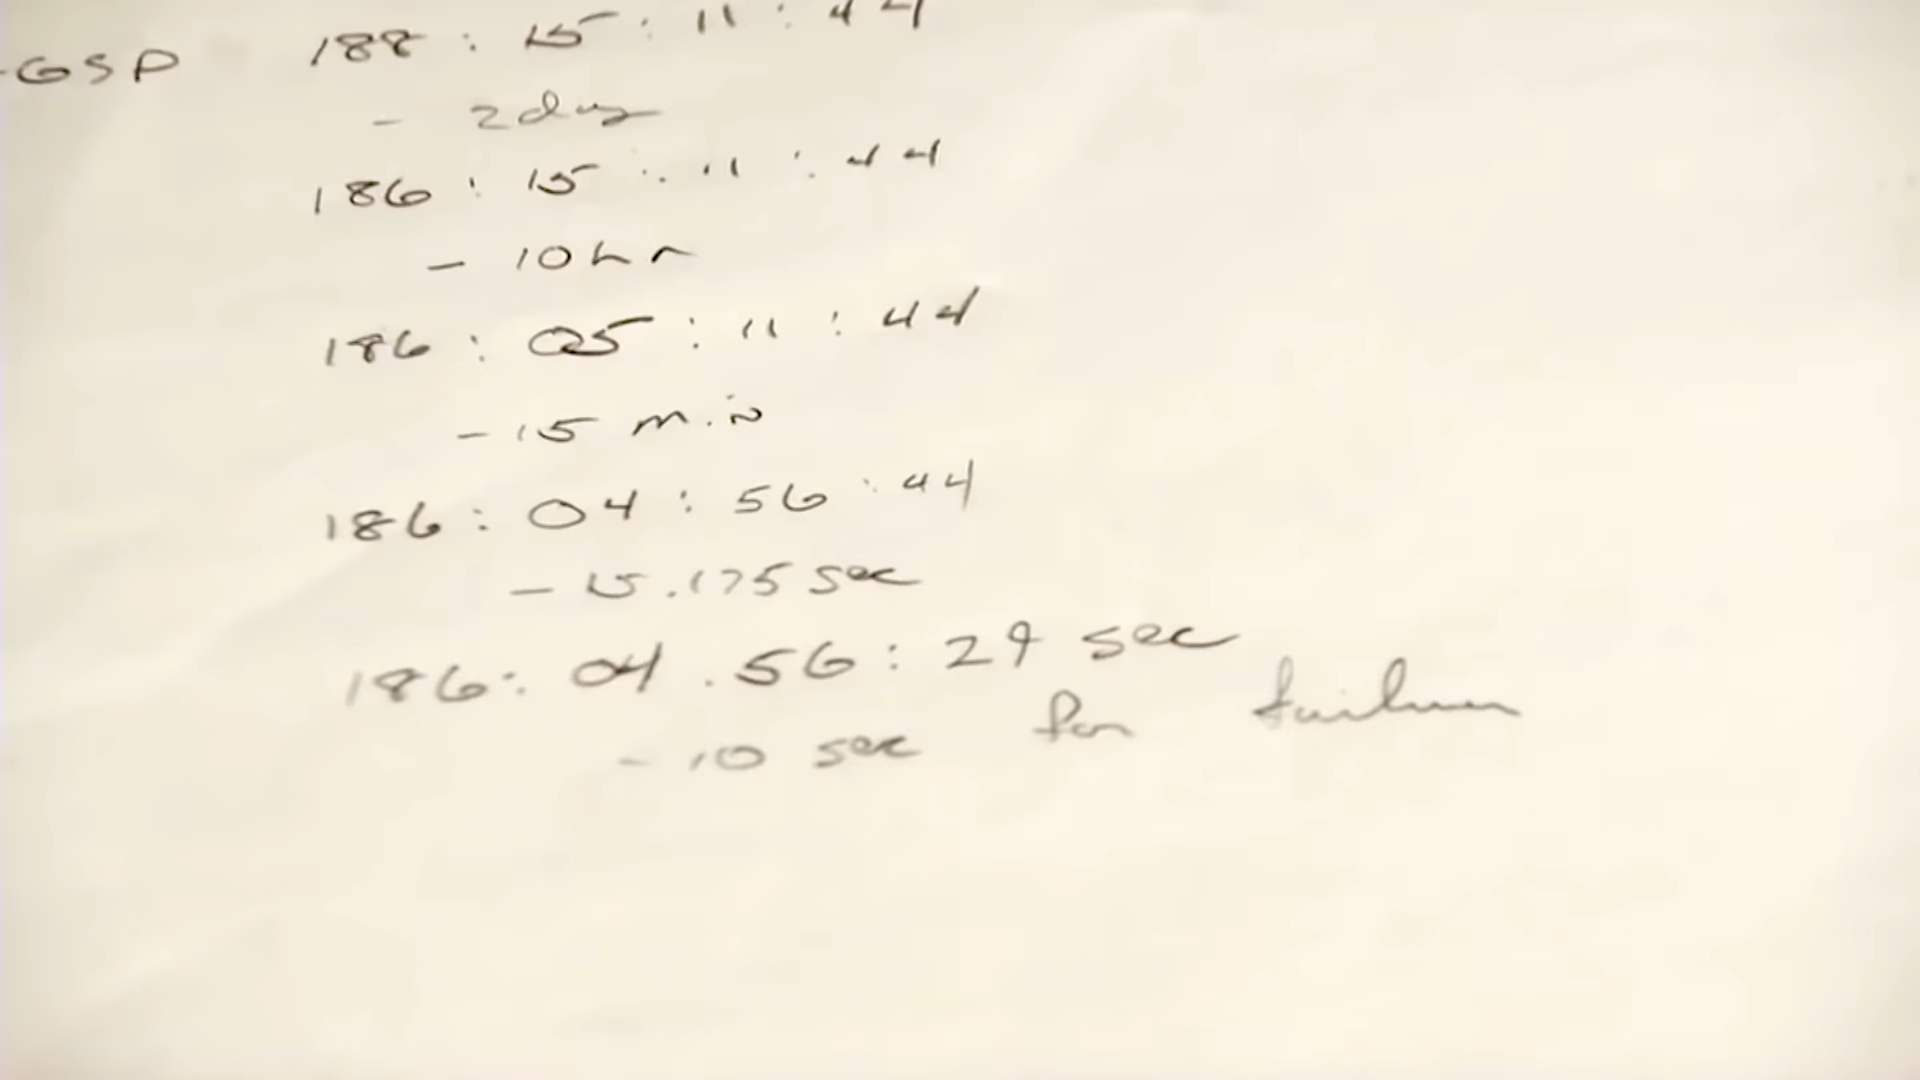 GSP 188 : 15 : 11 : 44
- 2 day
186 : 15 : 11 : 44
- 10 hr
186 : 05 : 11 : 44
- 15 min
186 : 04 : 56 : 44
- 15.175 sec
186 : 04 . 56 : 29 sec
- 10 sec for failure